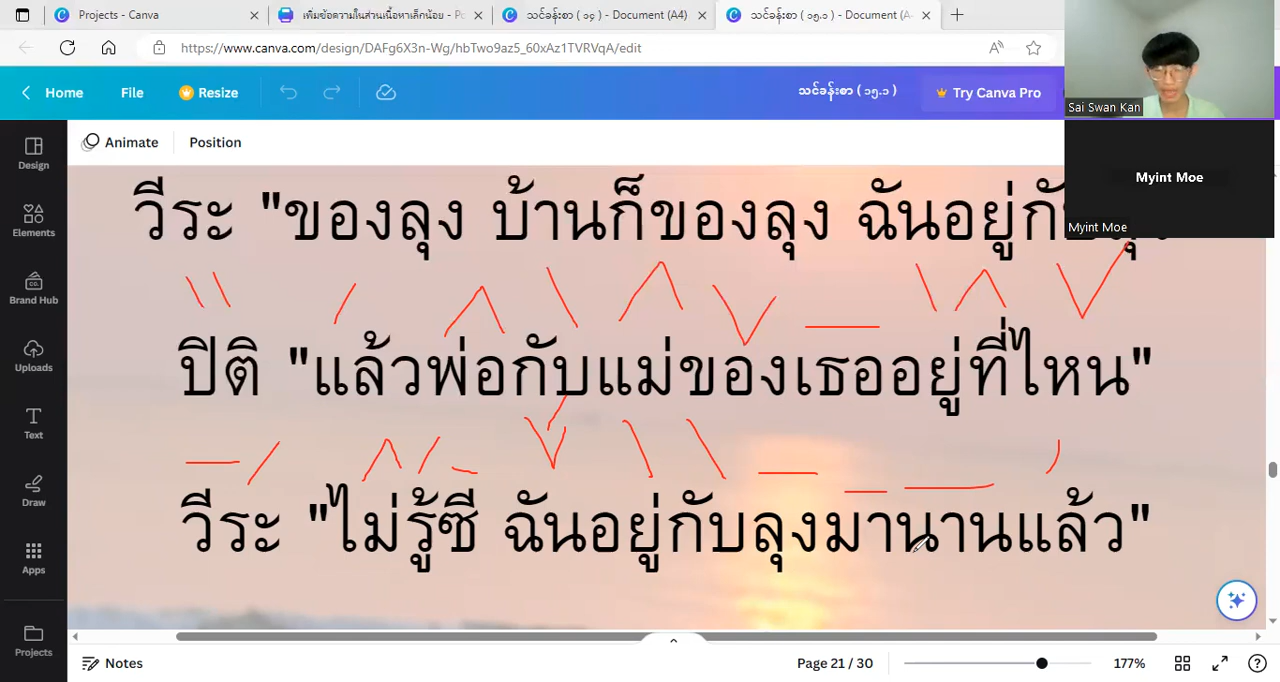 Projects - Canva
เพิ่มข้อความในส่วนเนื้อหาเล็กน้อย - Po
သင်ခန်းစာ ( ၁၄ ) - Document (A4)
သင်ခန်းစာ ( ၁၅.၁ ) - Document (A
https://www.canva.com/design/DAFg6X3n-Wg/hbTwo9az5_60xAz1TVRVqA/edit
Home
File
Resize
သင်ခန်းစာ ( ၁၅.၁ )
Try Canva Pro
Sai Swan Kan
Myint Moe
Myint Moe
Animate
Position
Design
Elements
Brand Hub
Uploads
Text
Draw
Apps
Projects
วีระ "ของลุง บ้านก็ของลุง ฉันอยู่กับลุง
ปิติ "แล้วพ่อกับแม่ของเธออยู่ที่ไหน"
วีระ "ไม่รู้ซี ฉันอยู่กับลุงมานานแล้ว"
Notes
Page 21 / 30
177%